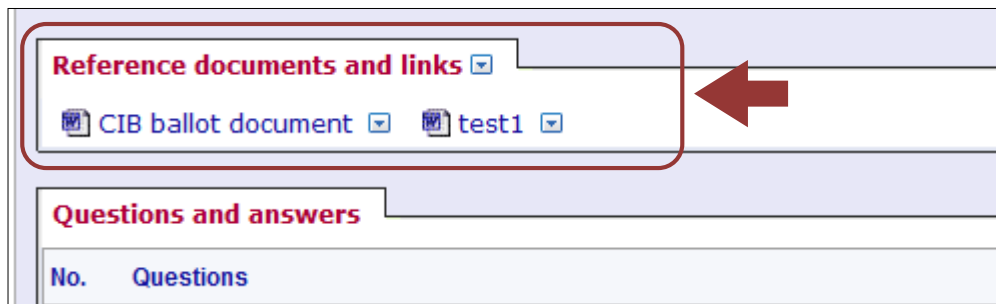 Reference documents and links
CIB ballot document test1
Questions and answers
No. Questions